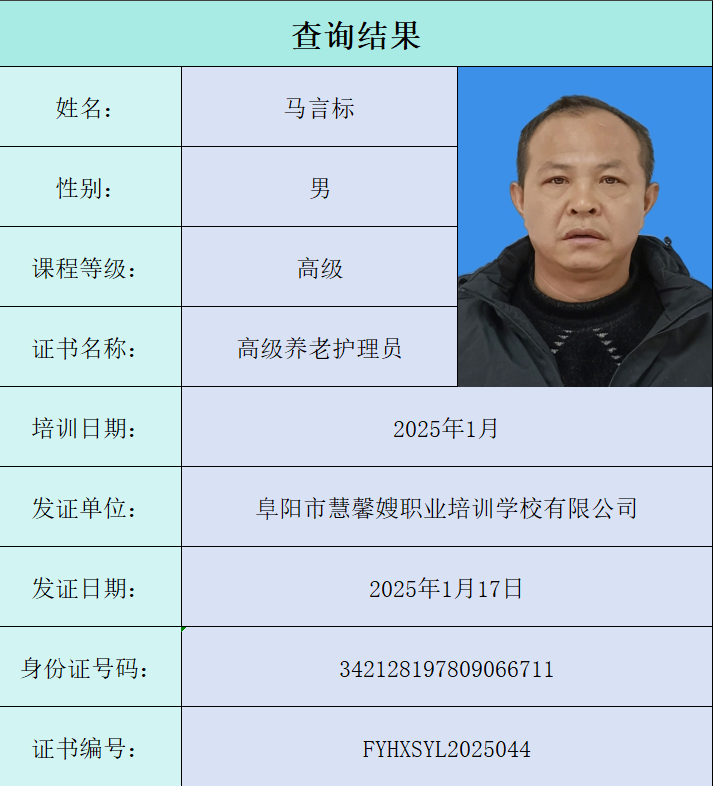 查询结果
姓名： 马言标
性别： 男
课程等级： 高级
证书名称： 高级养老护理员
培训日期： 2025年1月
发证单位： 阜阳市慧馨嫂职业培训学校有限公司
发证日期： 2025年1月17日
身份证号码： 342128197809066711
证书编号： FYHXSYL2025044